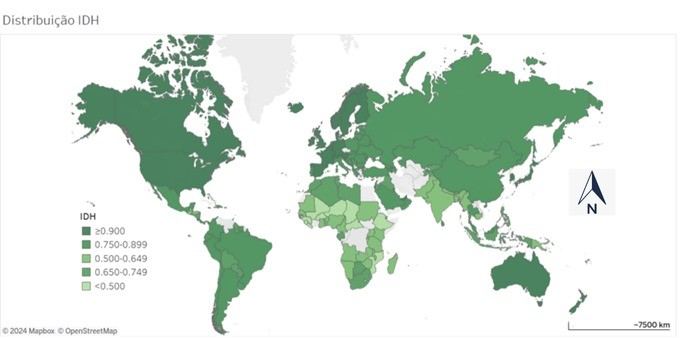 Distribuição IDH
IDH
≥0.900
0.750-0.899
0.500-0.649
0.650-0.749
<0.500
N
© 2024 Mapbox © OpenStreetMap
~7500 km